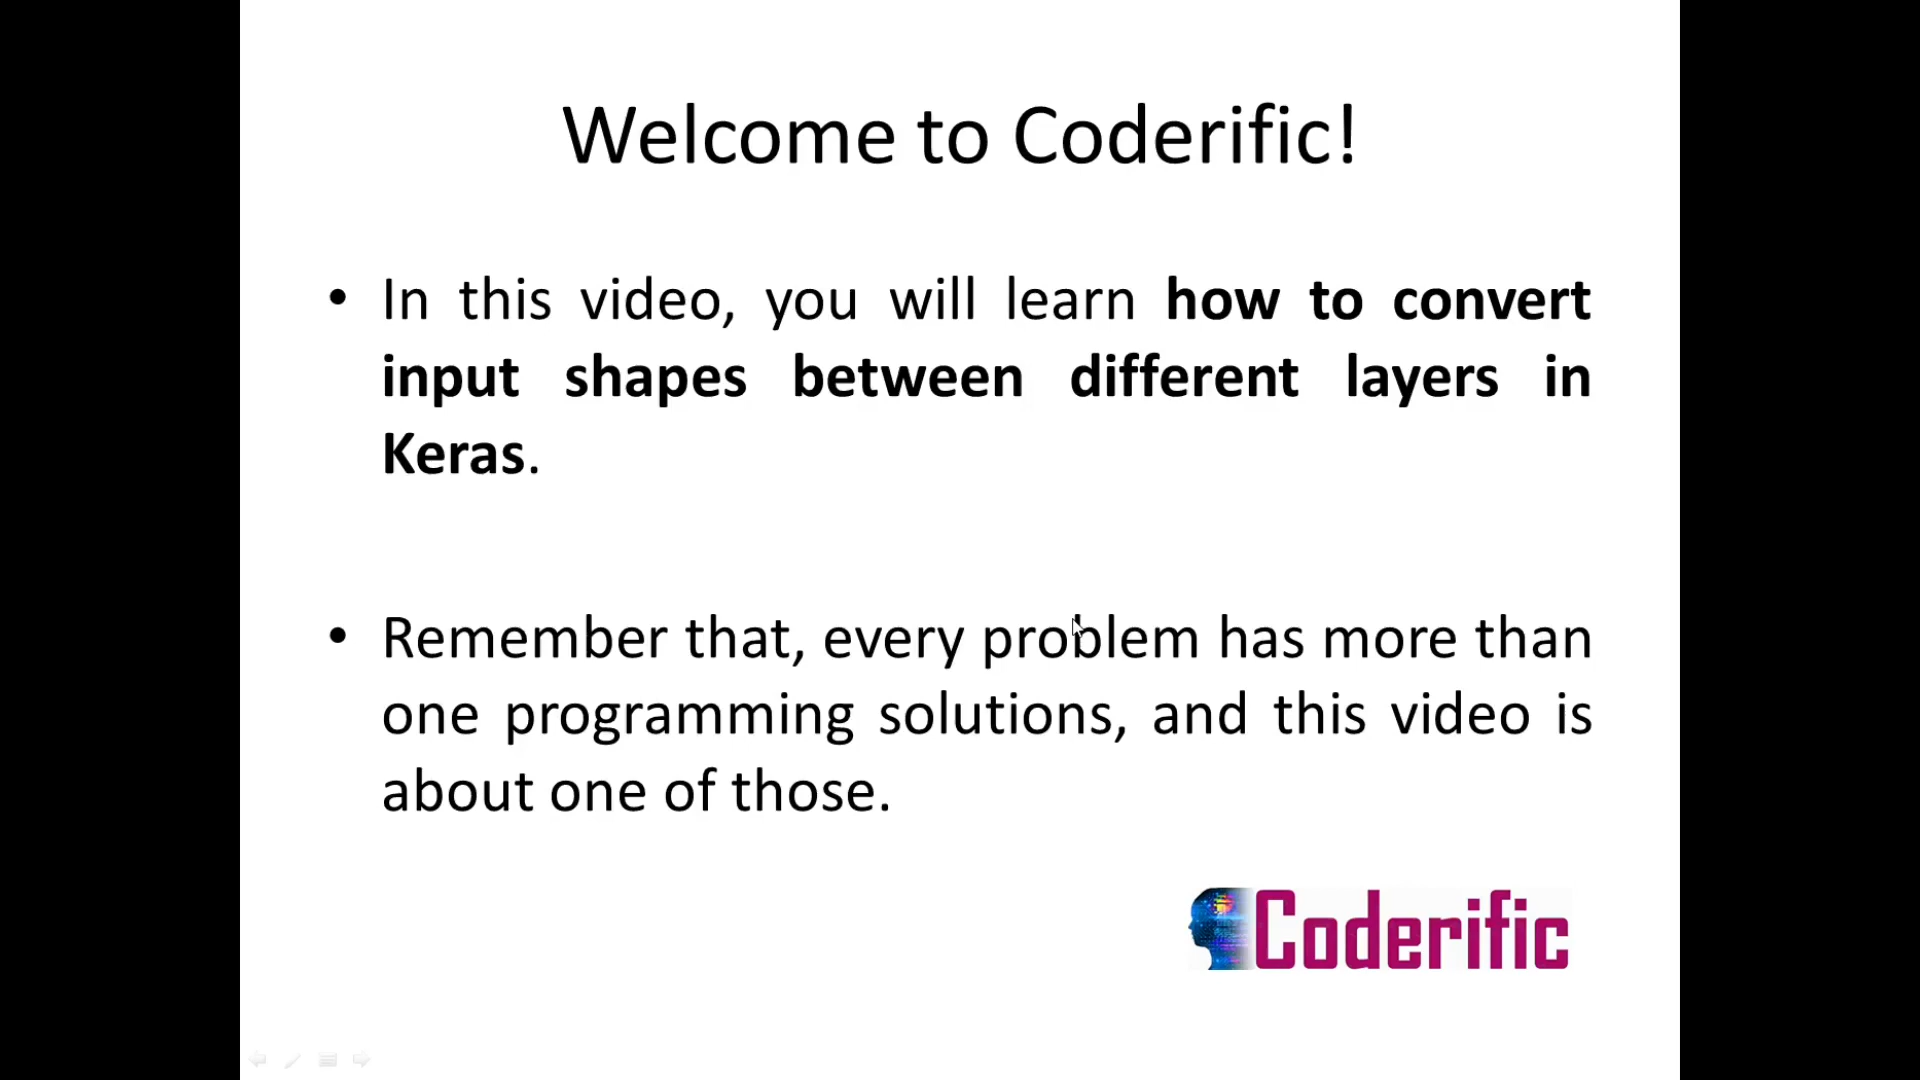 Welcome to Coderific!
• In this video, you will learn how to convert
input shapes between different layers in
Keras.
• Remember that, every problem has more than
one programming solutions, and this video is
about one of those.
Coderific